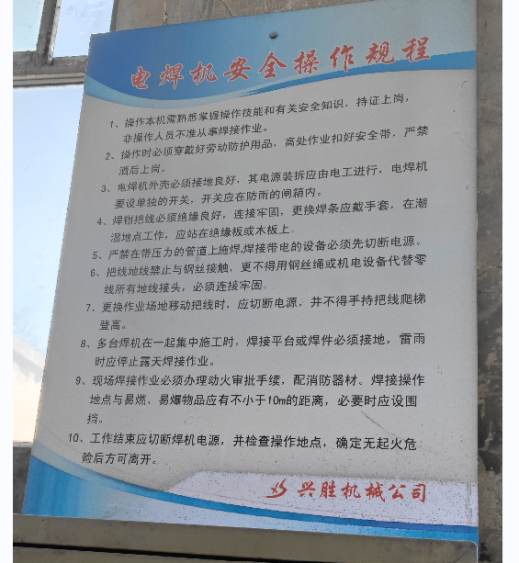 电焊机安全操作规程
1、操作本机需熟悉掌握操作技能和有关安全知识，持证上岗，
非操作人员不准从事焊接作业。
2、操作时必须穿戴好劳动防护用品，高处作业扣好安全带，严禁
酒后上岗。
3、电焊机外壳必须接地良好，其电源装拆应由电工进行，电焊机
要设单独的开关，开关应在防雨的闸箱内。
4、焊钳把线必须绝缘良好，连接牢固，更换焊条应戴手套，在潮
湿地点工作，应站在绝缘板或木板上。
5、严禁在带压力的管道上施焊,焊接带电的设备必须先切断电源。
6、把线地线禁止与钢丝接触，更不得用钢丝绳或机电设备代替零
线所有地线接头，必须连接牢固。
7、更换作业场地移动把线时，应切断电源，并不得手持把线爬梯
登高。
8、多台焊机在一起集中施工时，焊接平台或焊件必须接地，雷雨
时应停止露天焊接作业。
9、现场焊接作业必须办理动火审批手续，配消防器材、焊接操作
地点与易燃、易爆物品应有不小于10m的距离，必要时应设围
挡。
10、工作结束应切断焊机电源，并检查操作地点，确定无起火危
险后方可离开。
XS 兴胜机械公司